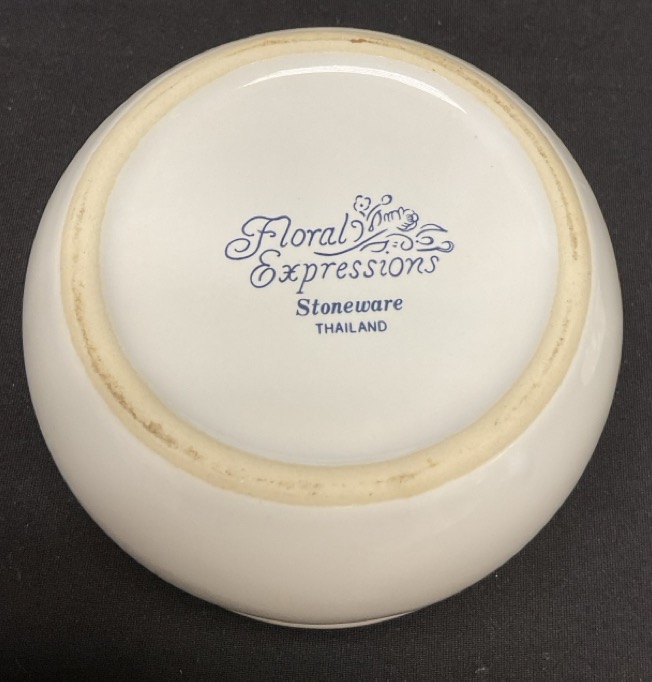 Floral
Expressions
Stoneware
THAILAND